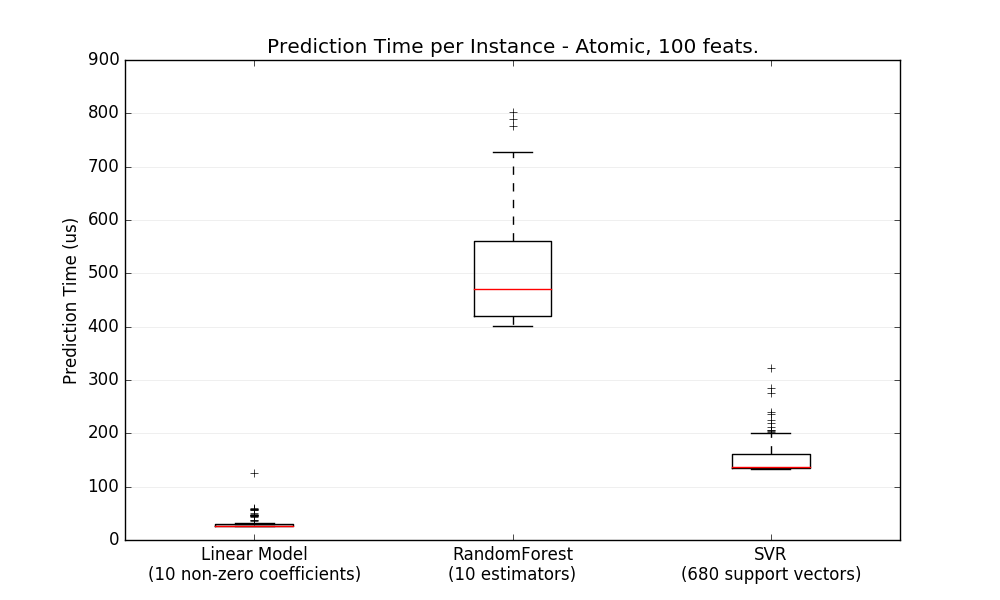 Prediction Time per Instance - Atomic, 100 feats.
900
800
700
600
500
400
300
200
100
0
Prediction Time (us)
Linear Model
(10 non-zero coefficients)
RandomForest
(10 estimators)
SVR
(680 support vectors)